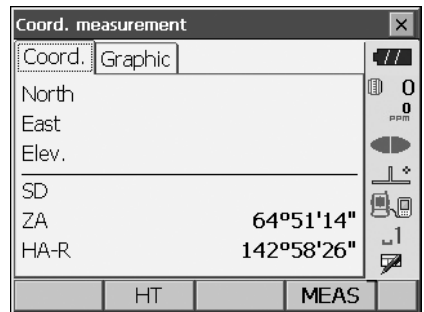 Coord. measurement
Coord. Graphic
North
East
Elev.
SD
ZA 64°51'14"
HA-R 142°58'26"
0
0
PPM
1
HT MEAS